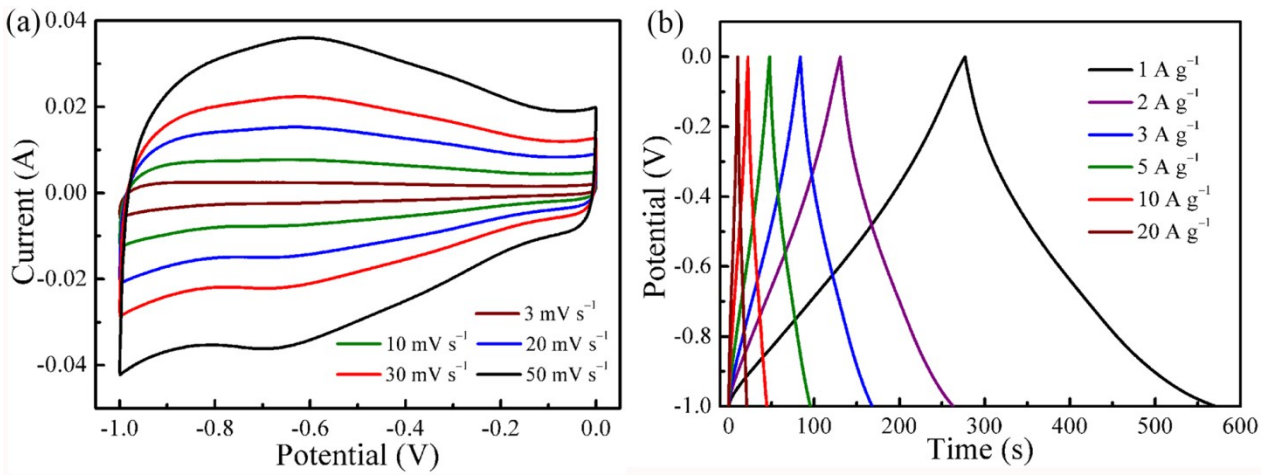 (a)
0.04
0.02
0.00
-0.02
-0.04
Current (A)
3 mV s⁻¹
10 mV s⁻¹ 20 mV s⁻¹
30 mV s⁻¹ 50 mV s⁻¹
-1.0 -0.8 -0.6 -0.4 -0.2 0.0
Potential (V)
(b)
0.0
-0.2
-0.4
-0.6
-0.8
-1.0
Potential (V)
1 A g⁻¹
2 A g⁻¹
3 A g⁻¹
5 A g⁻¹
10 A g⁻¹
20 A g⁻¹
0 100 200 300 400 500 600
Time (s)